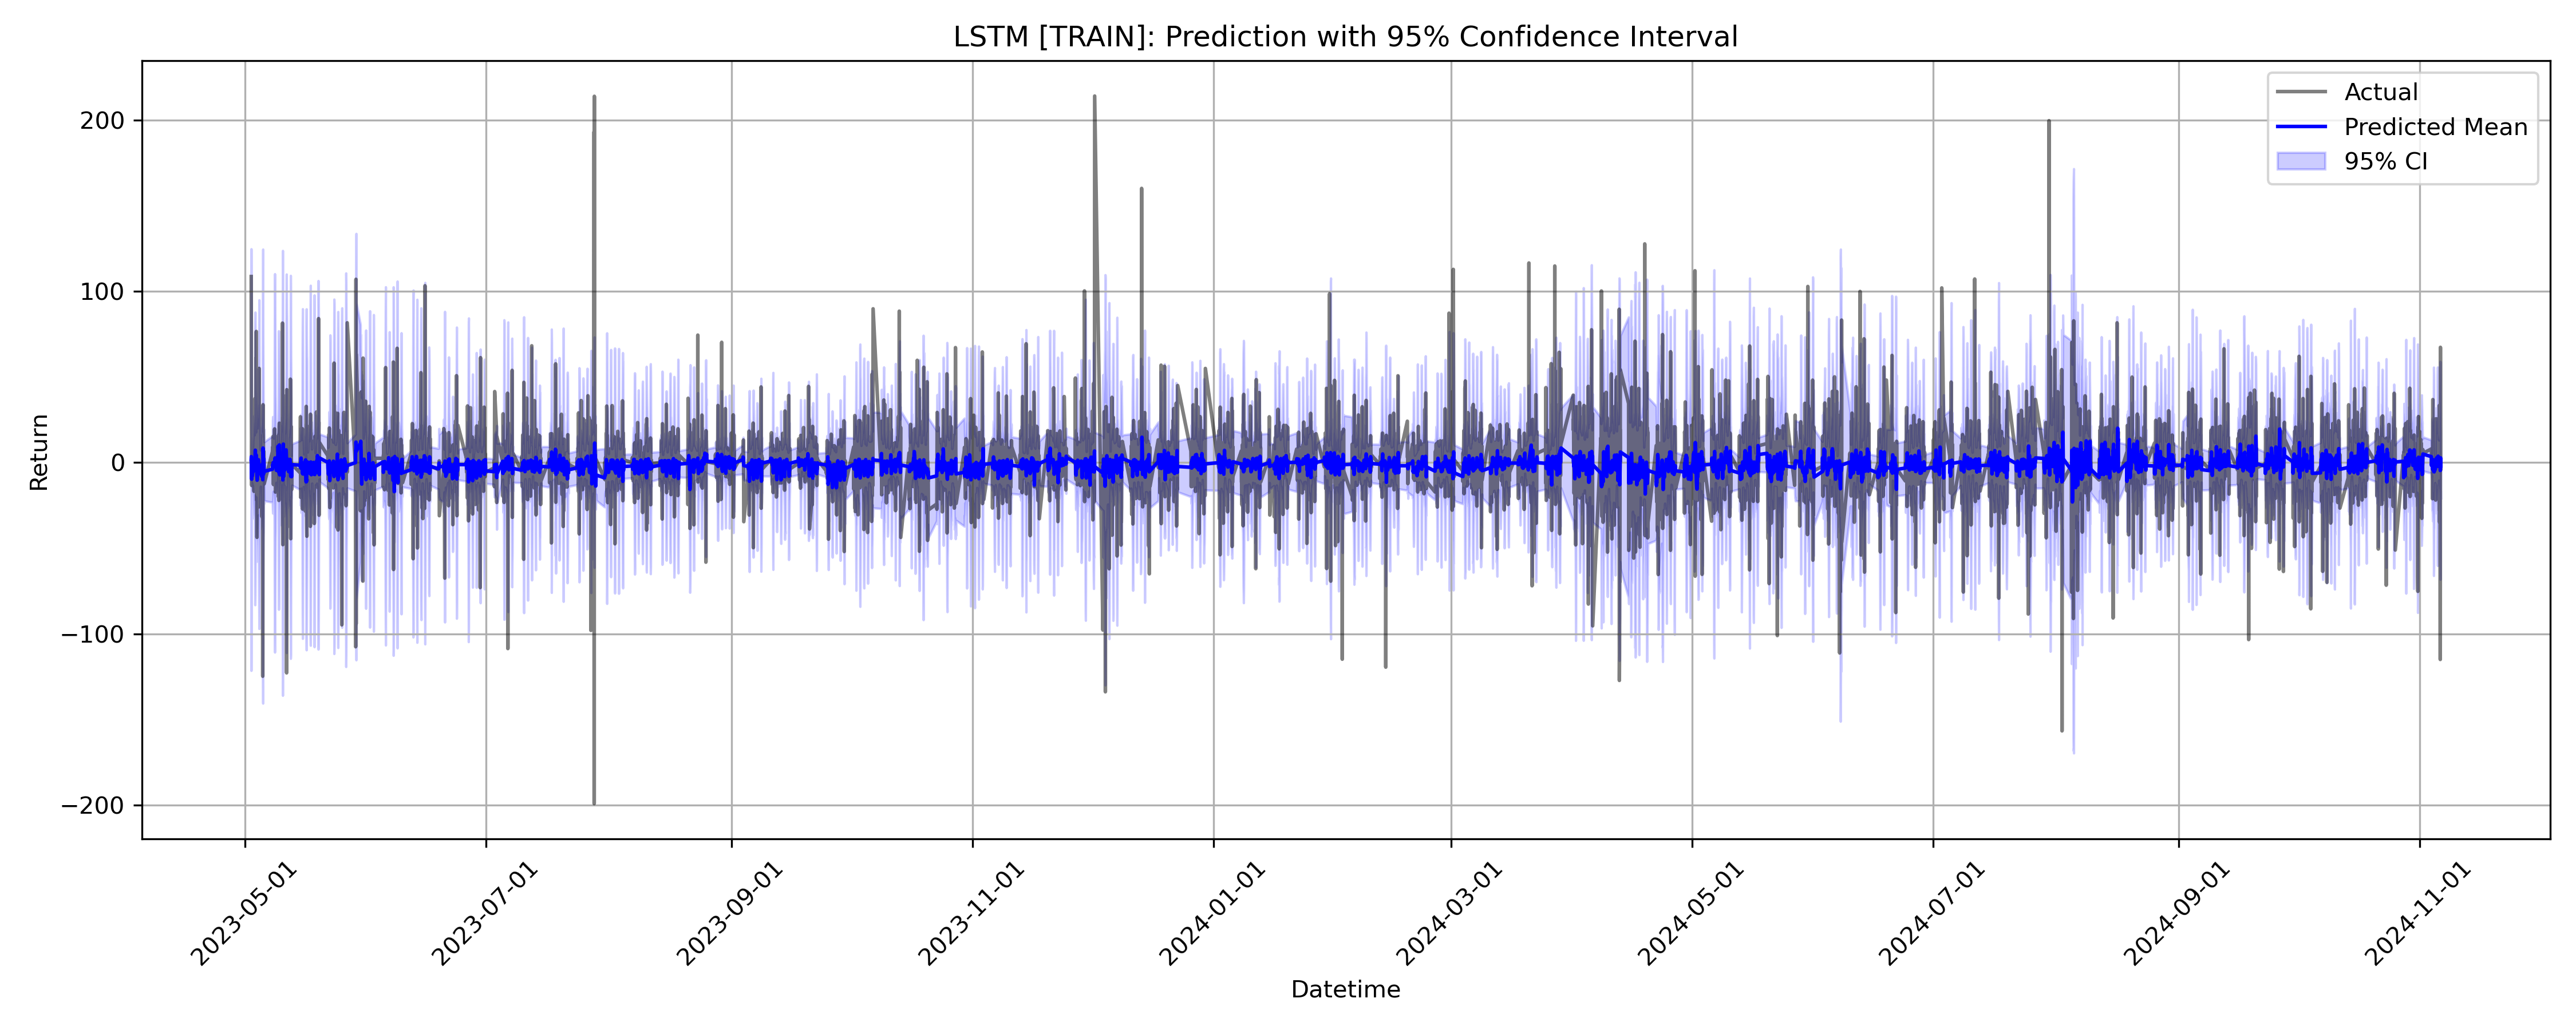 LSTM [TRAIN]: Prediction with 95% Confidence Interval
Actual
Predicted Mean
95% CI
200
100
0
−100
−200
Return
2023-05-01
2023-07-01
2023-09-01
2023-11-01
2024-01-01
2024-03-01
2024-05-01
2024-07-01
2024-09-01
2024-11-01
Datetime